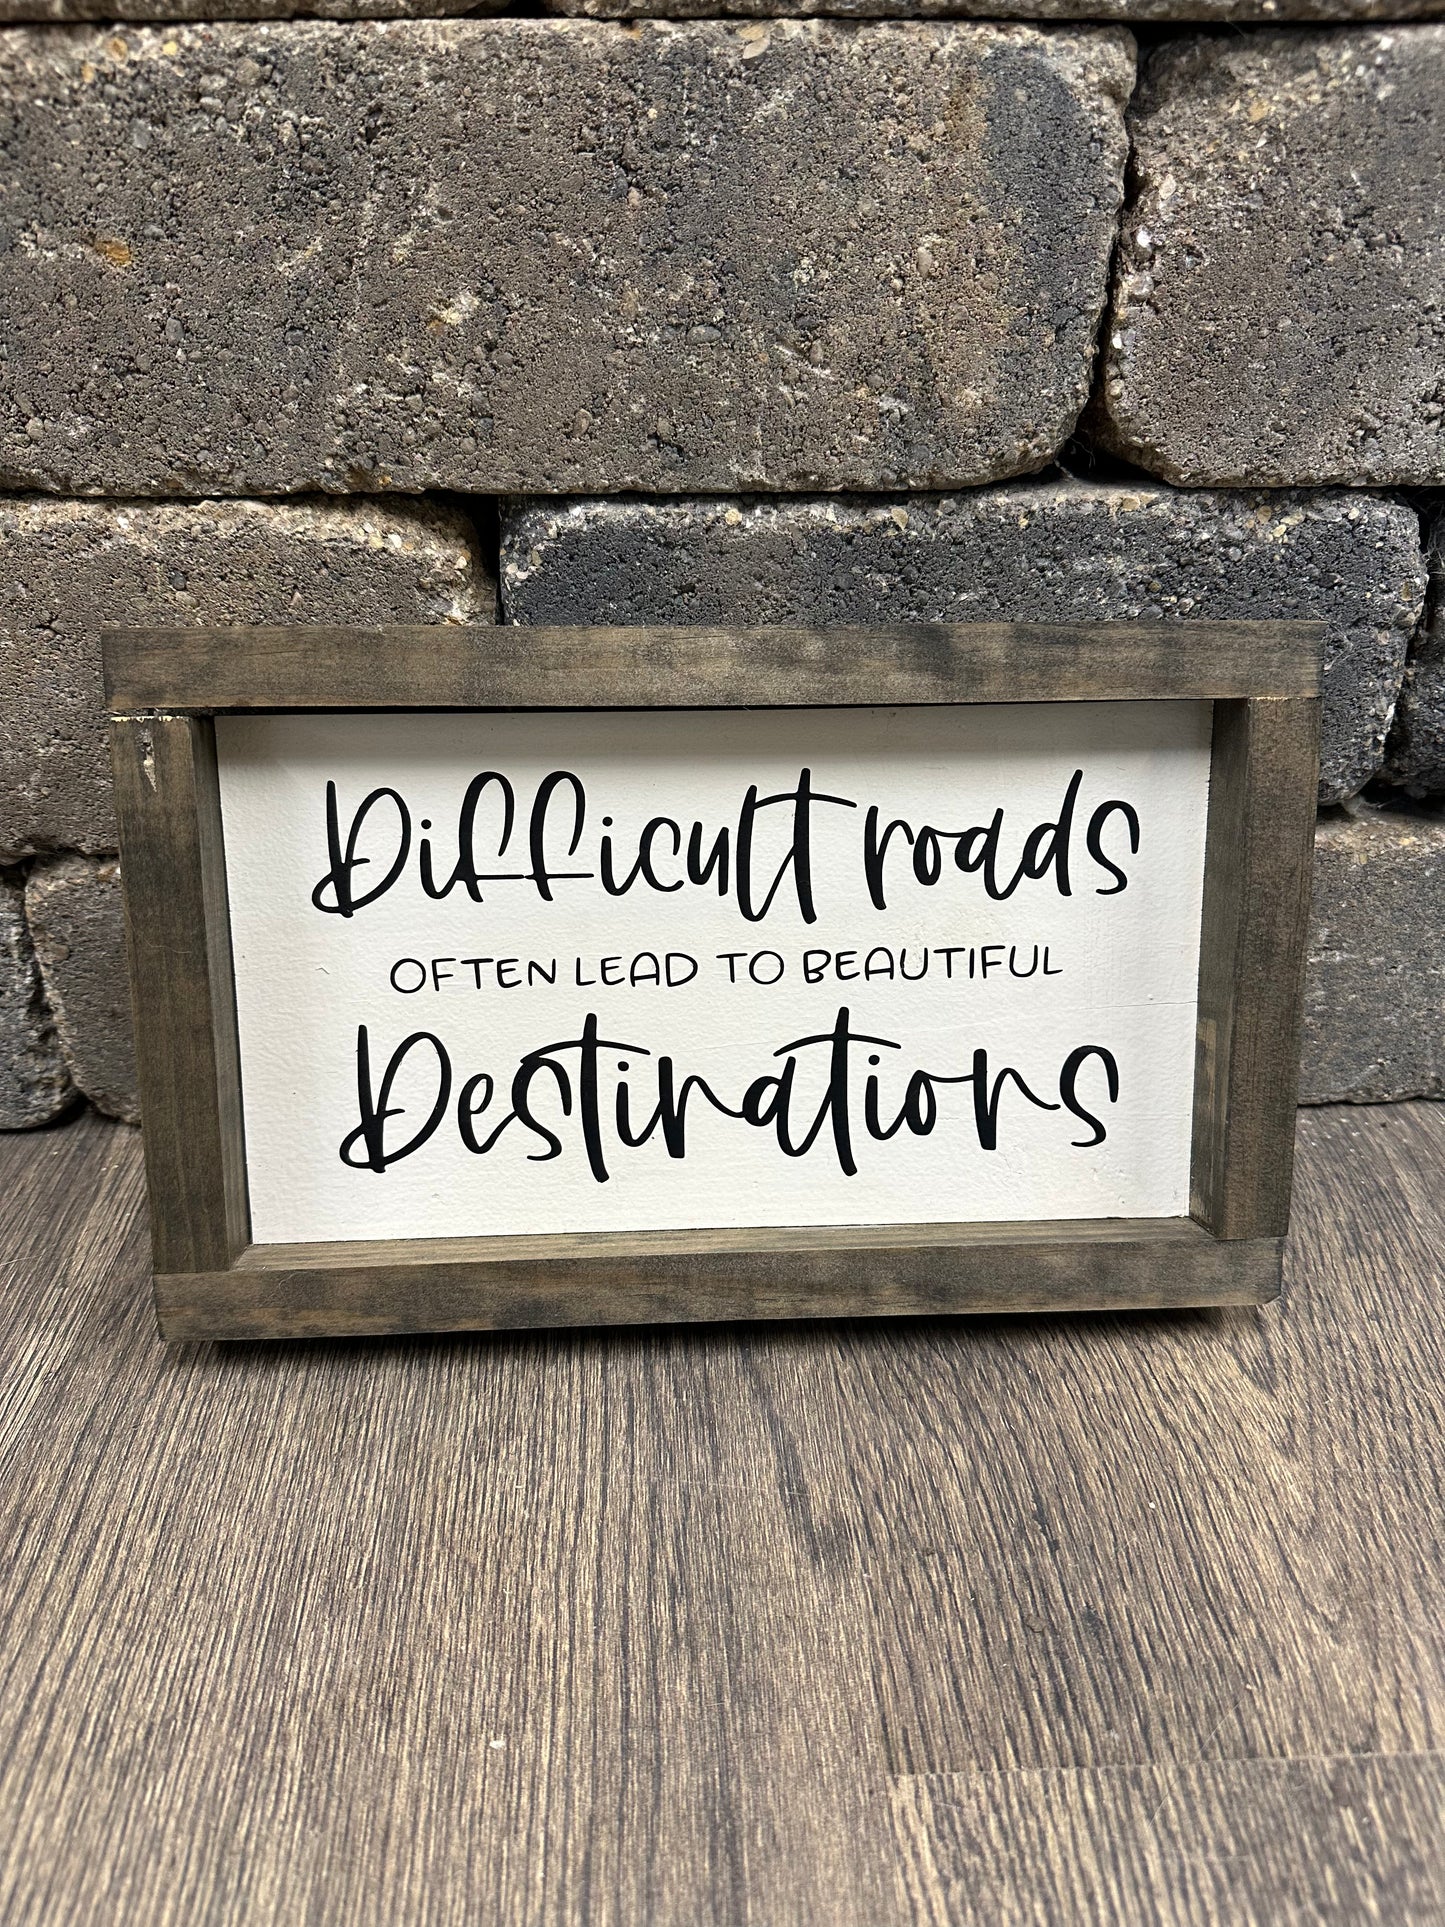 Difficult roads
OFTEN LEAD TO BEAUTIFUL
Destinations